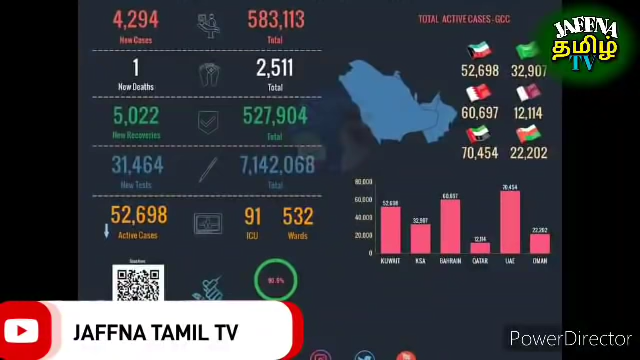 4,294
New Cases
583,113
Total
TOTAL ACTIVE CASES - GCC
JAFFNA
தமிழ்
TV
1
New Deaths
2,511
Total
52,698
32,907
5,022
New Recoveries
527,904
Total
60,697
12,114
70,454
22,202
31,464
New Tests
7,142,068
Total
52,698
Active Cases
91
ICU
532
Wards
80,000
60,000
40,000
20,000
0
52,698
32,907
60,697
12,114
70,454
22,202
KUWAIT
KSA
BAHRAIN
QATAR
UAE
OMAN
JAFFNA TAMIL TV
PowerDirector